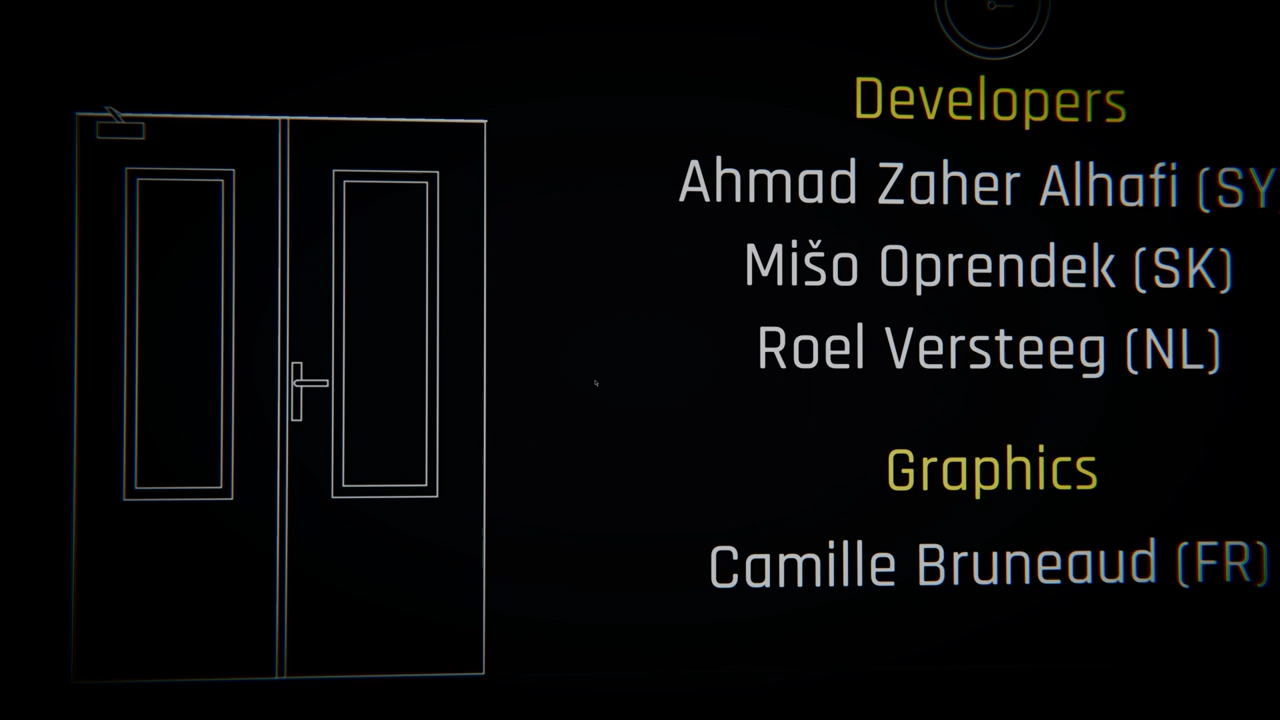 Developers
Ahmad Zaher Alhafi (SY
Mišo Oprendek (SK)
Roel Versteeg (NL)
Graphics
Camille Bruneaud (FR)